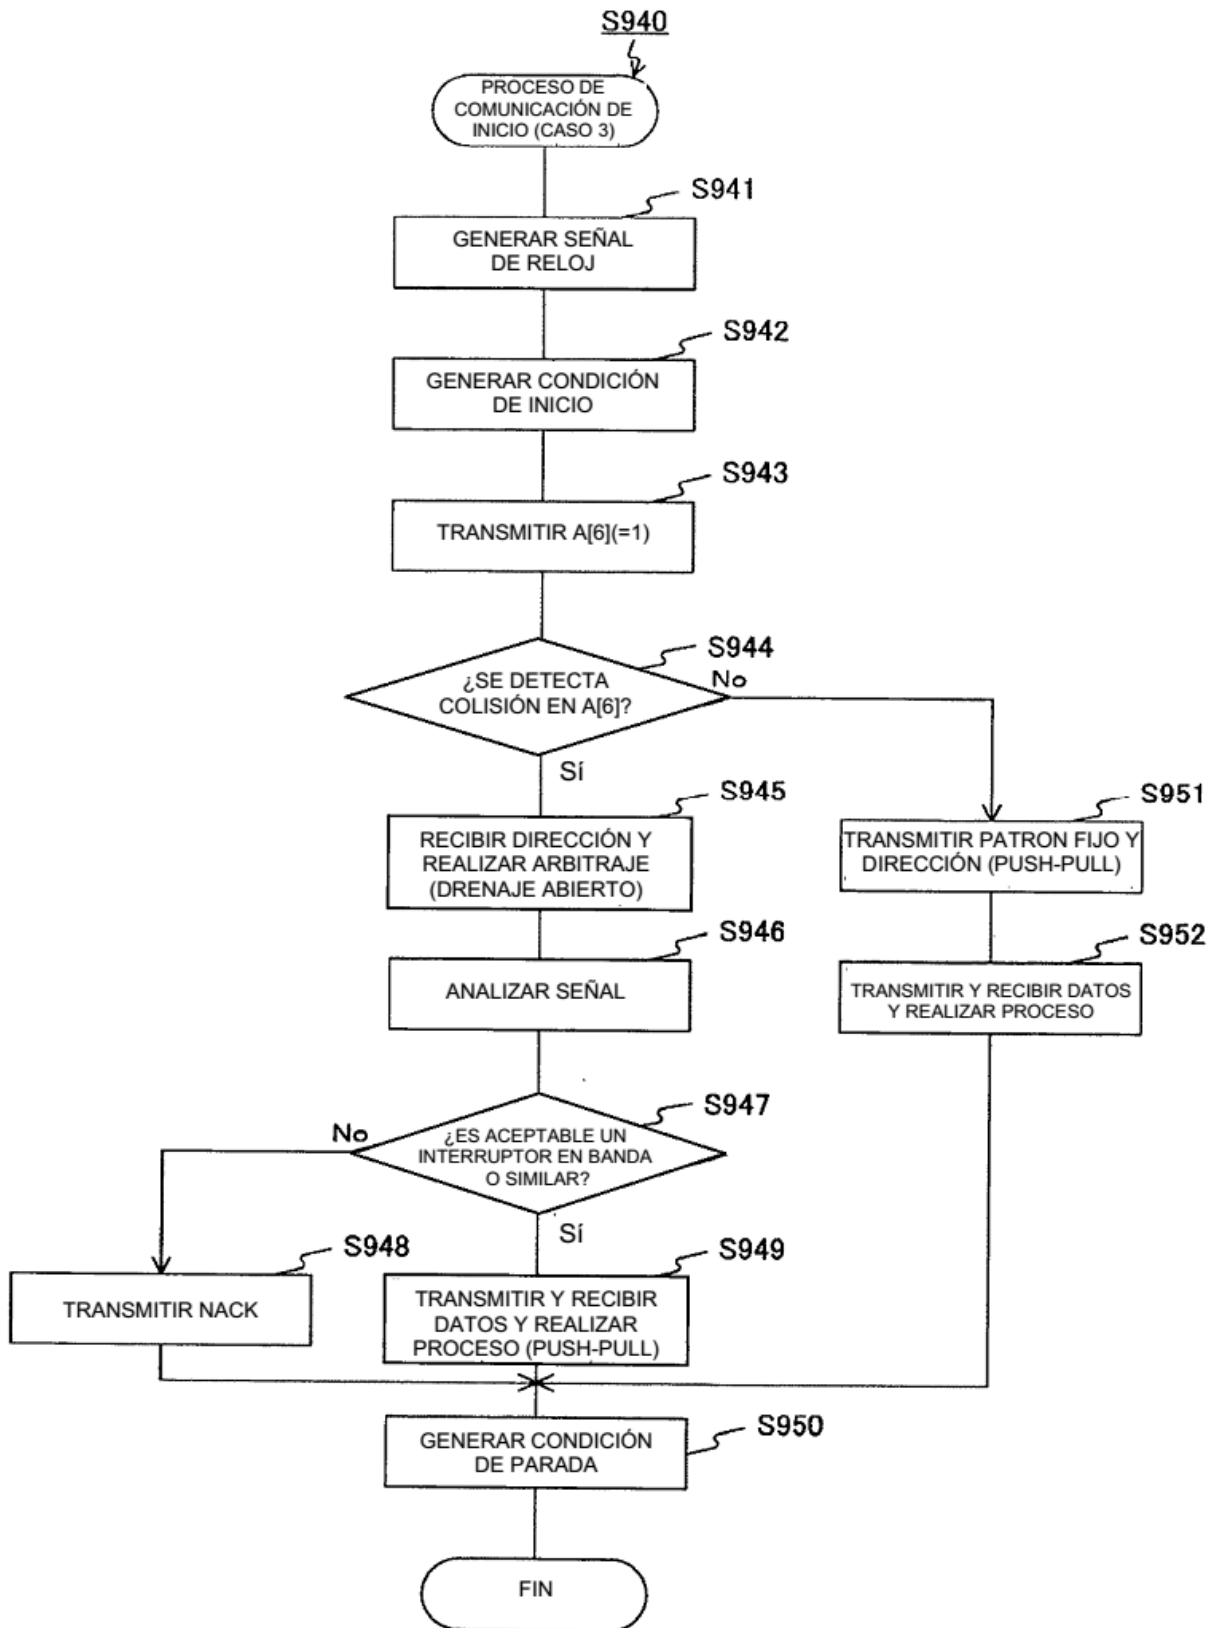 S940
PROCESO DE
COMUNICACIÓN DE
INICIO (CASO 3)
S941
GENERAR SEÑAL
DE RELOJ
S942
GENERAR CONDICIÓN
DE INICIO
S943
TRANSMITIR A[6](=1)
S944
¿SE DETECTA
COLISIÓN EN A[6]?
No
Sí
S945
RECIBIR DIRECCIÓN Y
REALIZAR ARBITRAJE
(DRENAJE ABIERTO)
S951
TRANSMITIR PATRON FIJO Y
DIRECCIÓN (PUSH-PULL)
S946
ANALIZAR SEÑAL
S952
TRANSMITIR Y RECIBIR DATOS
Y REALIZAR PROCESO
S947
¿ES ACEPTABLE UN
INTERRUPTOR EN BANDA
O SIMILAR?
No
Sí
S948
TRANSMITIR NACK
S949
TRANSMITIR Y RECIBIR
DATOS Y REALIZAR
PROCESO (PUSH-PULL)
S950
GENERAR CONDICIÓN
DE PARADA
FIN